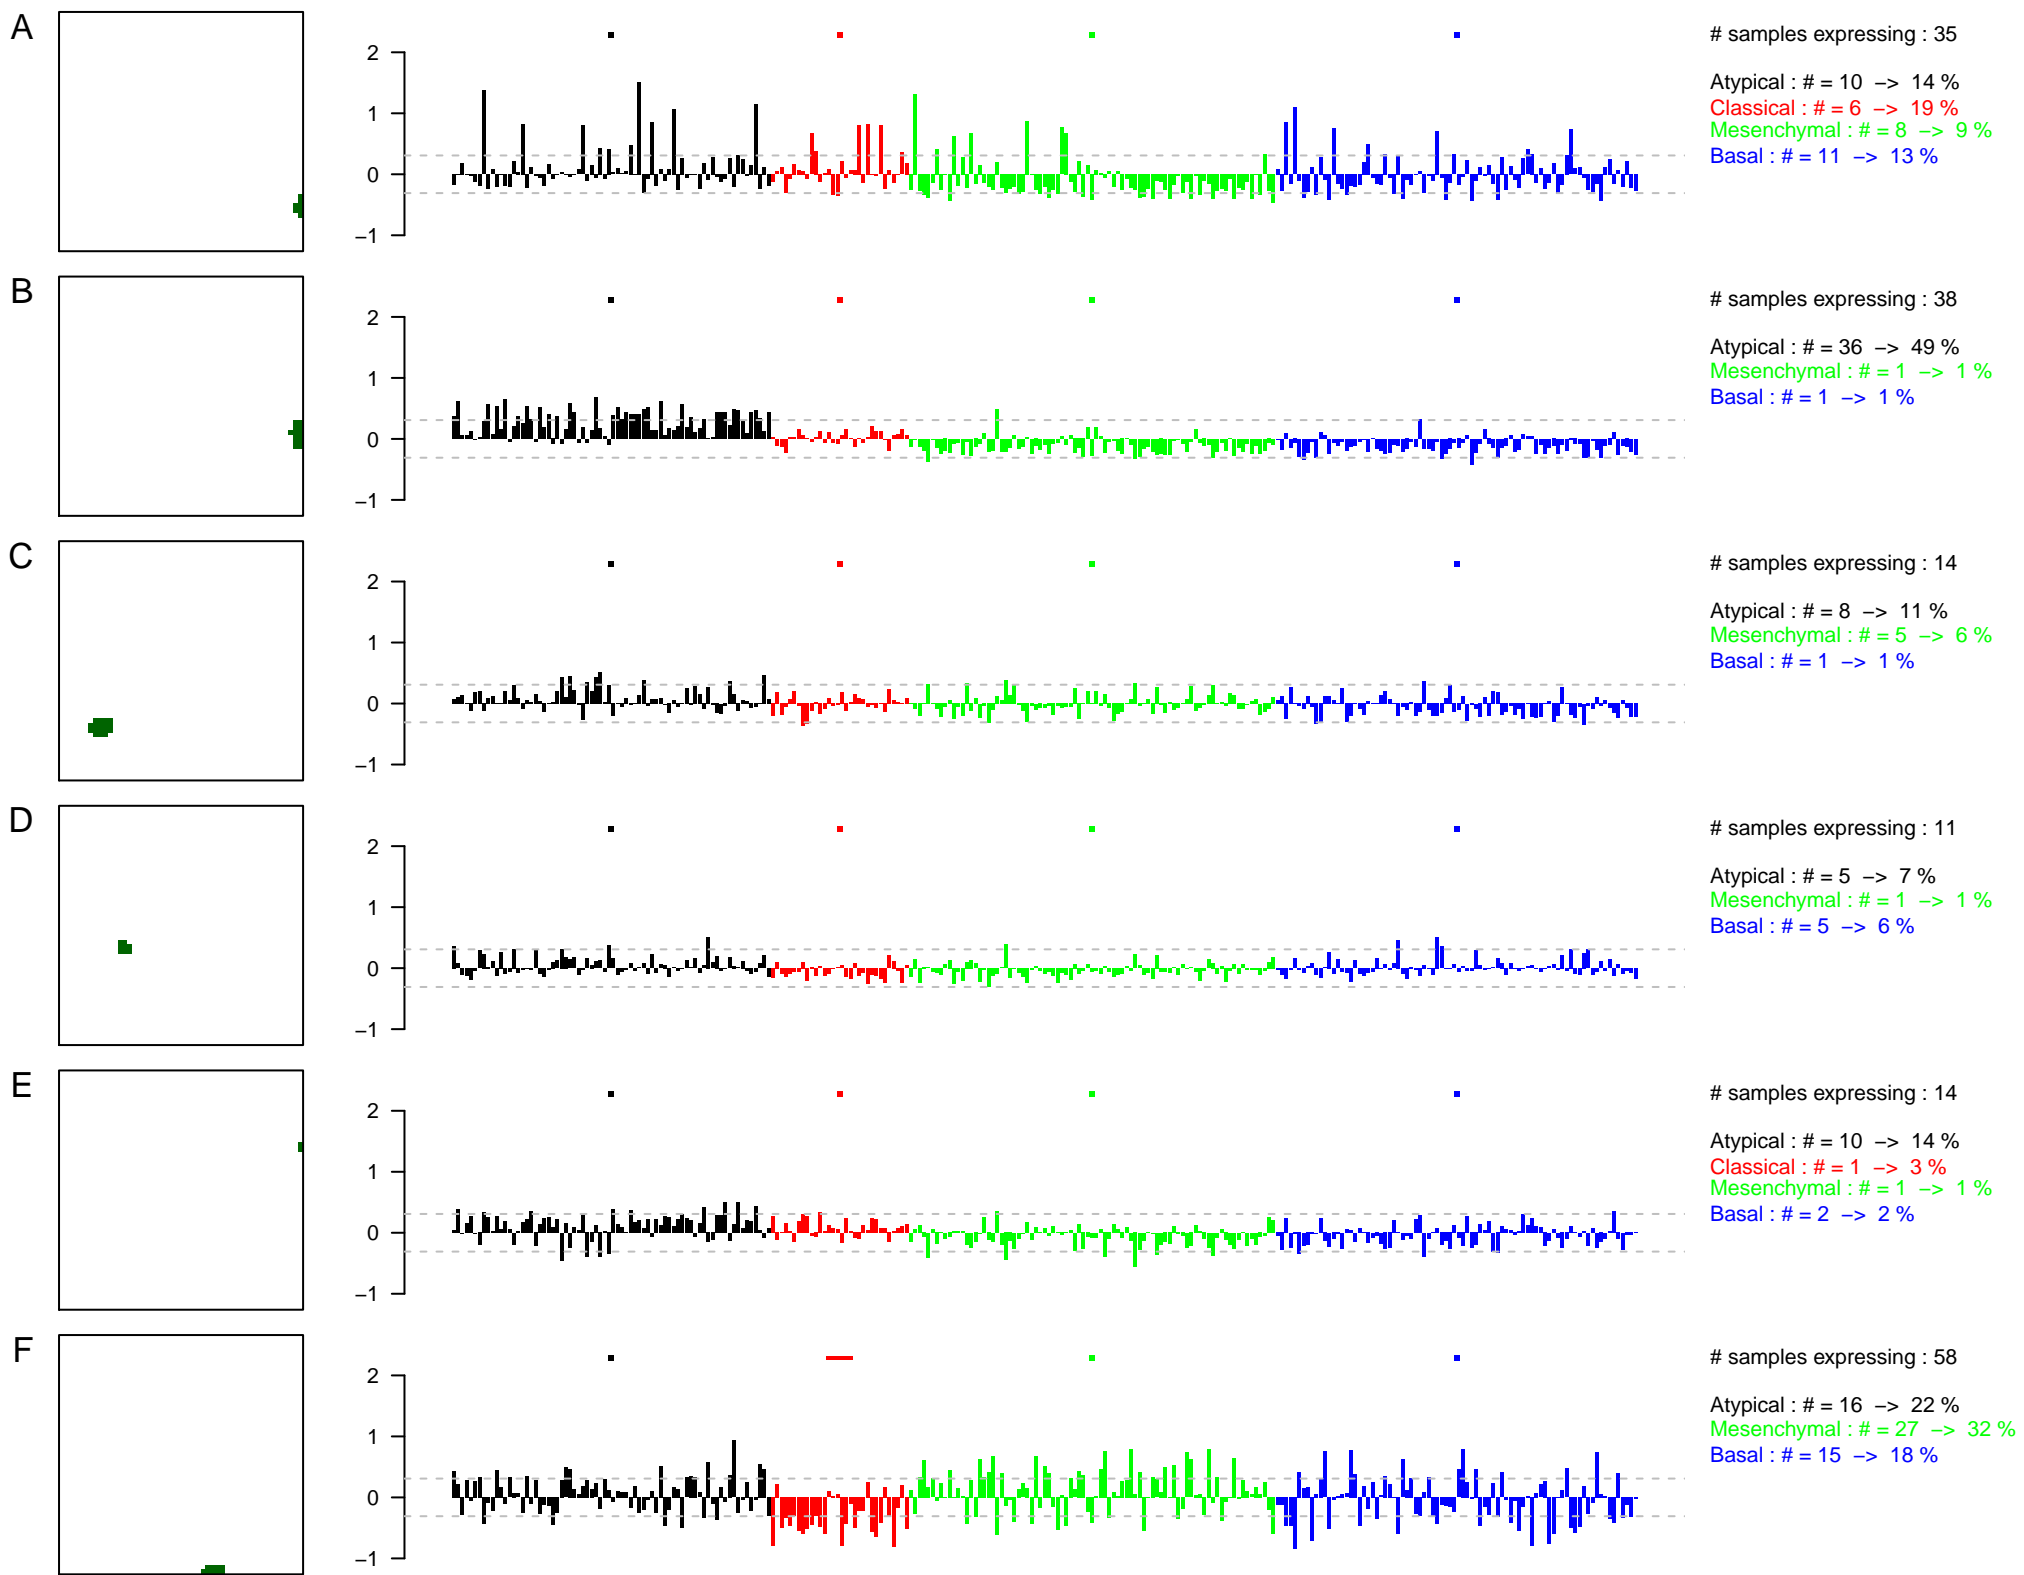 A
2
1
0
−1
# samples expressing : 35
Atypical : # = 10 −> 14 %
Classical : # = 6 −> 19 %
Mesenchymal : # = 8 −> 9 %
Basal : # = 11 −> 13 %
B
2
1
0
−1
# samples expressing : 38
Atypical : # = 36 −> 49 %
Mesenchymal : # = 1 −> 1 %
Basal : # = 1 −> 1 %
C
2
1
0
−1
# samples expressing : 14
Atypical : # = 8 −> 11 %
Mesenchymal : # = 5 −> 6 %
Basal : # = 1 −> 1 %
D
2
1
0
−1
# samples expressing : 11
Atypical : # = 5 −> 7 %
Mesenchymal : # = 1 −> 1 %
Basal : # = 5 −> 6 %
E
2
1
0
−1
# samples expressing : 14
Atypical : # = 10 −> 14 %
Classical : # = 1 −> 3 %
Mesenchymal : # = 1 −> 1 %
Basal : # = 2 −> 2 %
F
2
1
0
−1
# samples expressing : 58
Atypical : # = 16 −> 22 %
Mesenchymal : # = 27 −> 32 %
Basal : # = 15 −> 18 %